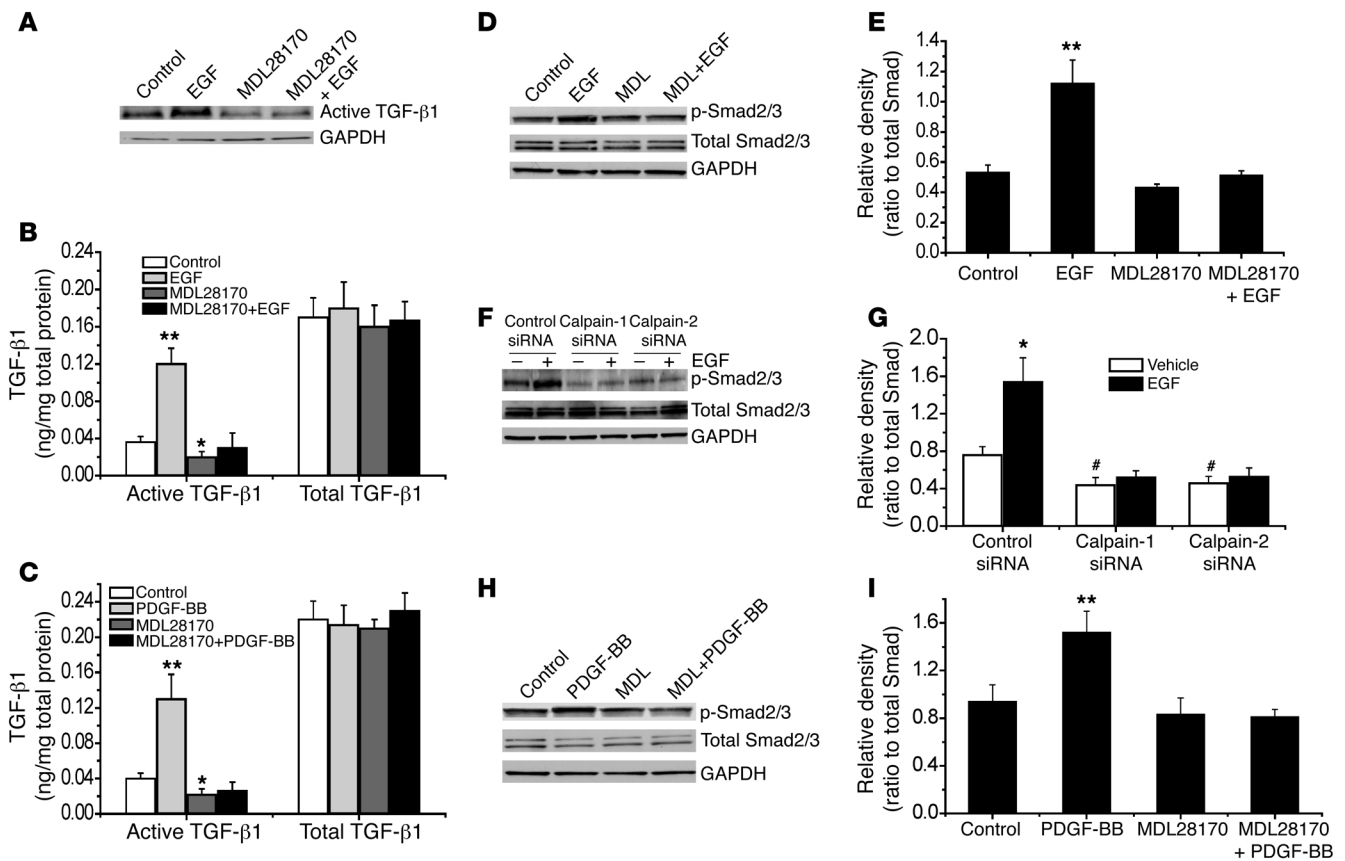 A
Control
EGF
MDL28170
MDL28170
+ EGF
Active TGF-β1
GAPDH
B
TGF-β1
(ng/mg total protein)
0.24
0.20
0.16
0.12
0.08
0.04
0.00
Control
EGF
MDL28170
MDL28170+EGF
**
*
Active TGF-β1
Total TGF-β1
C
TGF-β1
(ng/mg total protein)
0.24
0.20
0.16
0.12
0.08
0.04
0.00
Control
PDGF-BB
MDL28170
MDL28170+PDGF-BB
**
*
Active TGF-β1
Total TGF-β1
D
Control
EGF
MDL
MDL+EGF
p-Smad2/3
Total Smad2/3
GAPDH
E
Relative density
(ratio to total Smad)
1.4
1.2
1.0
0.8
0.6
0.4
0.2
0.0
**
Control
EGF
MDL28170
MDL28170
+ EGF
F
Control Calpain-1 Calpain-2
siRNA siRNA siRNA
− + − + − + EGF
p-Smad2/3
Total Smad2/3
GAPDH
G
Relative density
(ratio to total Smad)
2.0
1.6
1.2
0.8
0.4
0.0
Vehicle
EGF
*
#
#
Control
siRNA
Calpain-1
siRNA
Calpain-2
siRNA
H
Control
PDGF-BB
MDL
MDL+PDGF-BB
p-Smad2/3
Total Smad2/3
GAPDH
I
Relative density
(ratio to total Smad)
1.6
1.2
0.8
0.4
0.0
**
Control
PDGF-BB
MDL28170
MDL28170
+ PDGF-BB